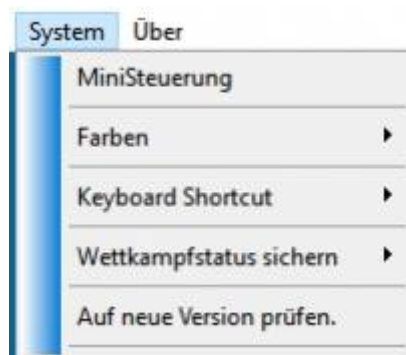 System Über
MiniSteuerung
Farben
Keyboard Shortcut
Wettkampfstatus sichern
Auf neue Version prüfen.